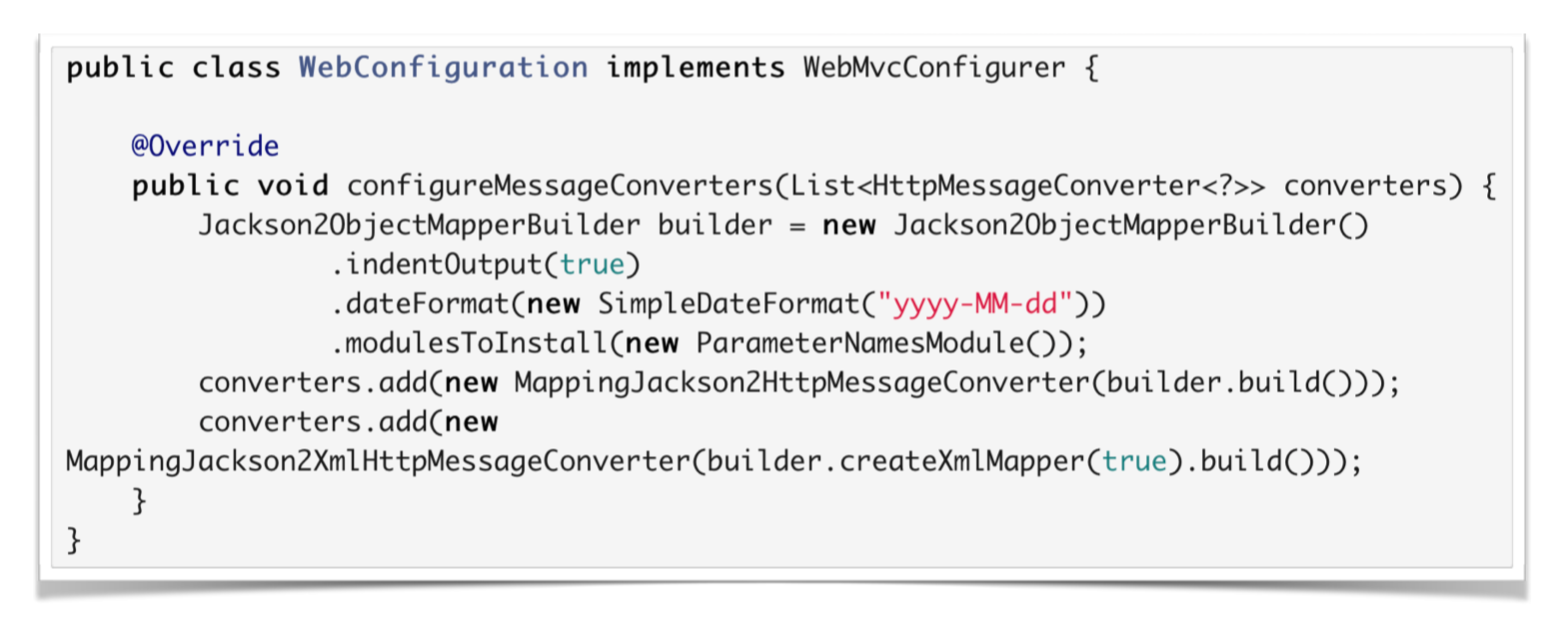 public class WebConfiguration implements WebMvcConfigurer {

    @Override
    public void configureMessageConverters(List<HttpMessageConverter<?>> converters) {
        Jackson2ObjectMapperBuilder builder = new Jackson2ObjectMapperBuilder()
                .indentOutput(true)
                .dateFormat(new SimpleDateFormat("yyyy-MM-dd"))
                .modulesToInstall(new ParameterNamesModule());
        converters.add(new MappingJackson2HttpMessageConverter(builder.build()));
        converters.add(new
MappingJackson2XmlHttpMessageConverter(builder.createXmlMapper(true).build()));
    }
}